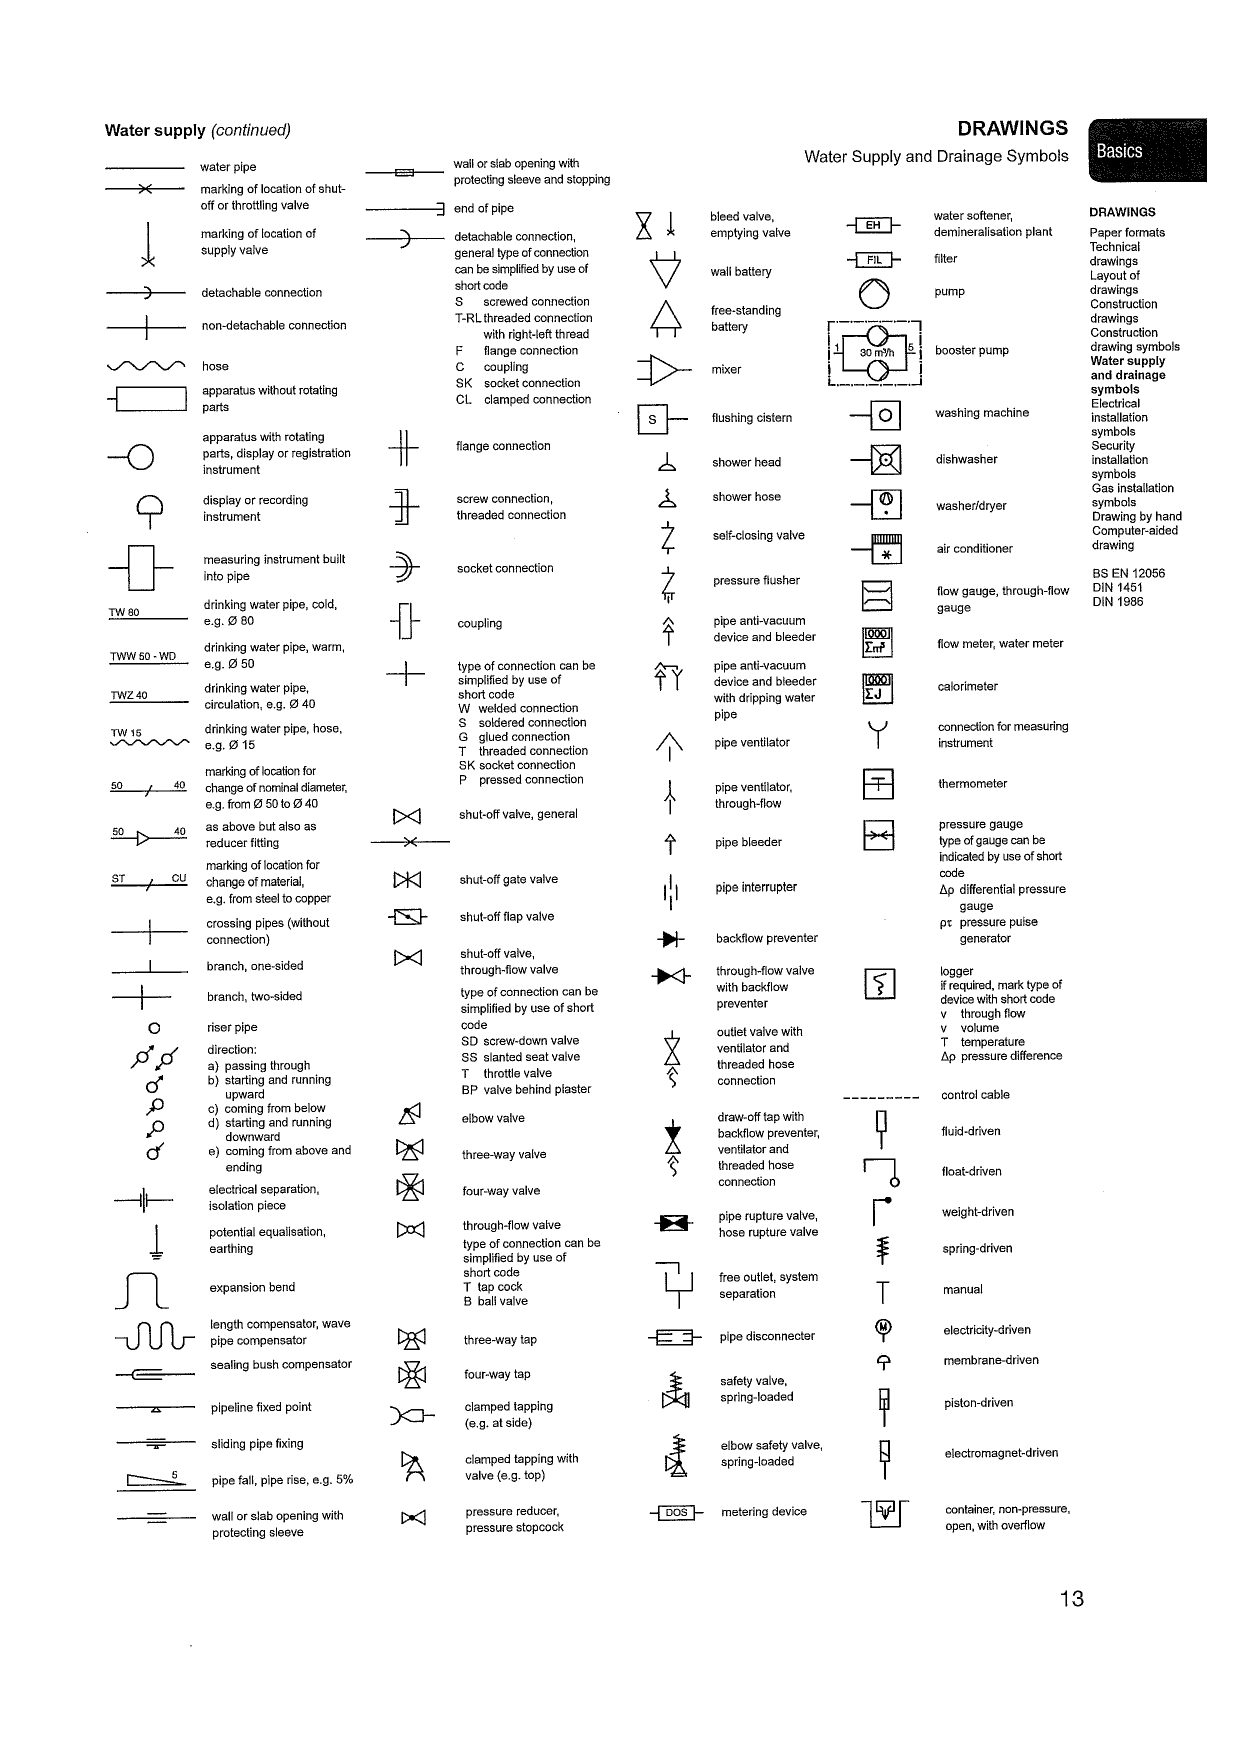 Water supply (continued)
DRAWINGS
Water Supply and Drainage Symbols
Basics
water pipe
marking of location of shut-
off or throttling valve
marking of location of
supply valve
detachable connection
non-detachable connection
hose
apparatus without rotating
parts
apparatus with rotating
parts, display or registration
instrument
display or recording
instrument
measuring instrument built
into pipe
TW 80
drinking water pipe, cold,
e.g. Ø 80
TWW 50 - WD
drinking water pipe, warm,
e.g. Ø 50
TWZ 40
drinking water pipe,
circulation, e.g. Ø 40
TW 15
drinking water pipe, hose,
e.g. Ø 15
50 40
marking of location for
change of nominal diameter,
e.g. from Ø 50 to Ø 40
50 40
as above but also as
reducer fitting
ST CU
marking of location for
change of material,
e.g. from steel to copper
crossing pipes (without
connection)
branch, one-sided
branch, two-sided
riser pipe
direction:
a) passing through
b) starting and running
upward
c) coming from below
d) starting and running
downward
e) coming from above and
ending
electrical separation,
isolation piece
potential equalisation,
earthing
expansion bend
length compensator, wave
pipe compensator
sealing bush compensator
pipeline fixed point
sliding pipe fixing
5
pipe fall, pipe rise, e.g. 5%
wall or slab opening with
protecting sleeve
wall or slab opening with
protecting sleeve and stopping
end of pipe
detachable connection,
general type of connection
can be simplified by use of
short code
S screwed connection
T-RL threaded connection
with right-left thread
F flange connection
C coupling
SK socket connection
CL clamped connection
flange connection
screw connection,
threaded connection
socket connection
coupling
type of connection can be
simplified by use of
short code
W welded connection
S soldered connection
G glued connection
T threaded connection
SK socket connection
P pressed connection
shut-off valve, general
shut-off gate valve
shut-off flap valve
shut-off valve,
through-flow valve
type of connection can be
simplified by use of short
code
SD screw-down valve
SS slanted seat valve
T throttle valve
BP valve behind plaster
elbow valve
three-way valve
four-way valve
through-flow valve
type of connection can be
simplified by use of
short code
T tap cock
B ball valve
three-way tap
four-way tap
clamped tapping
(e.g. at side)
clamped tapping with
valve (e.g. top)
pressure reducer,
pressure stopcock
bleed valve,
emptying valve
wall battery
free-standing
battery
mixer
S
flushing cistern
shower head
shower hose
self-closing valve
pressure flusher
pipe anti-vacuum
device and bleeder
pipe anti-vacuum
device and bleeder
with dripping water
pipe
pipe ventilator
pipe ventilator,
through-flow
pipe bleeder
pipe interrupter
backflow preventer
through-flow valve
with backflow
preventer
outlet valve with
ventilator and
threaded hose
connection
draw-off tap with
backflow preventer,
ventilator and
threaded hose
connection
pipe rupture valve,
hose rupture valve
free outlet, system
separation
pipe disconnecter
safety valve,
spring-loaded
elbow safety valve,
spring-loaded
DOS
metering device
EH
water softener,
demineralisation plant
FIL
filter
pump
1 30 m³/h 5
booster pump
washing machine
dishwasher
washer/dryer
air conditioner
flow gauge, through-flow
gauge
000
Σm³
flow meter, water meter
000
ΣJ
calorimeter
connection for measuring
instrument
thermometer
pressure gauge
type of gauge can be
indicated by use of short
code
Δρ differential pressure
gauge
ρτ pressure pulse
generator
logger
if required, mark type of
device with short code
v through flow
v volume
T temperature
Δρ pressure difference
control cable
fluid-driven
float-driven
weight-driven
spring-driven
manual
M
electricity-driven
membrane-driven
piston-driven
electromagnet-driven
container, non-pressure,
open, with overflow
DRAWINGS
Paper formats
Technical
drawings
Layout of
drawings
Construction
drawings
Construction
drawing symbols
Water supply
and drainage
symbols
Electrical
installation
symbols
Security
installation
symbols
Gas installation
symbols
Drawing by hand
Computer-aided
drawing
BS EN 12056
DIN 1451
DIN 1986
13